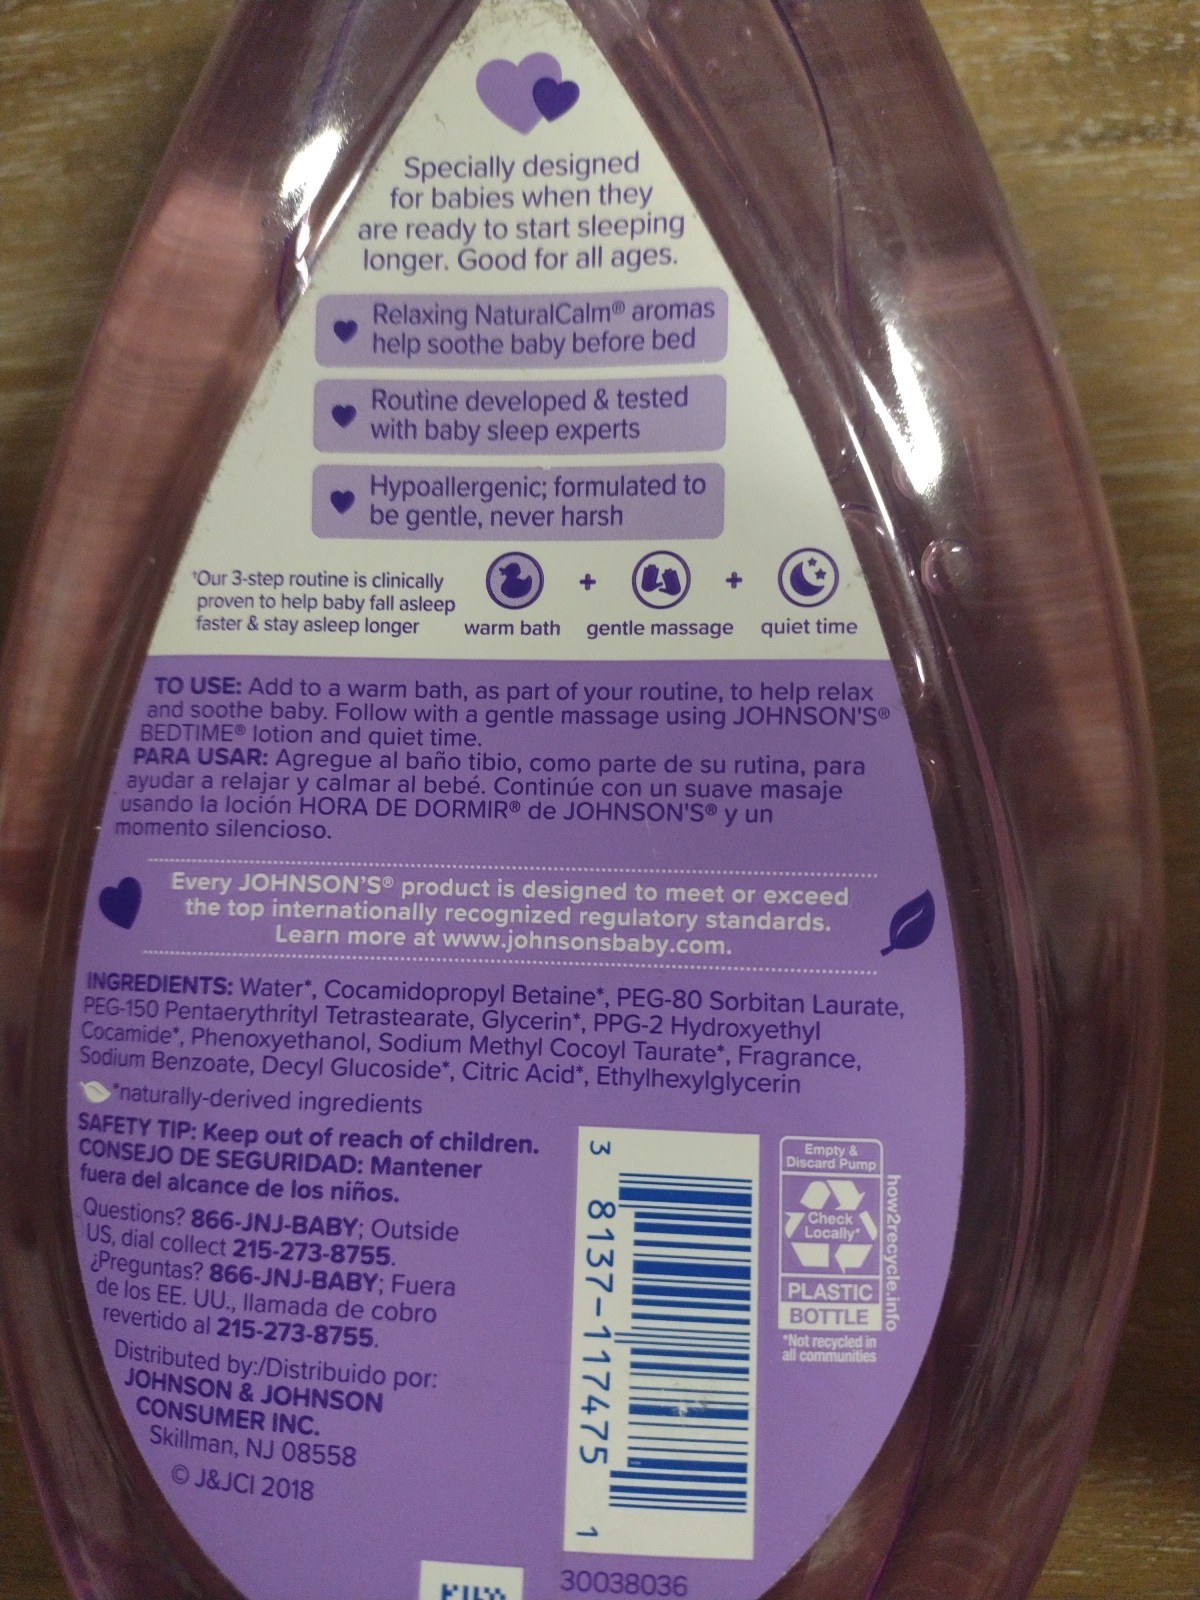 Specially designed
for babies when they
are ready to start sleeping
longer. Good for all ages.
Relaxing NaturalCalm® aromas
help soothe baby before bed
Routine developed & tested
with baby sleep experts
Hypoallergenic; formulated to
be gentle, never harsh
†Our 3-step routine is clinically
proven to help baby fall asleep
faster & stay asleep longer
warm bath + gentle massage + quiet time
TO USE: Add to a warm bath, as part of your routine, to help relax
and soothe baby. Follow with a gentle massage using JOHNSON'S®
BEDTIME® lotion and quiet time.
PARA USAR: Agregue al baño tibio, como parte de su rutina, para
ayudar a relajar y calmar al bebé. Continúe con un suave masaje
usando la loción HORA DE DORMIR® de JOHNSON'S® y un
momento silencioso.
Every JOHNSON'S® product is designed to meet or exceed
the top internationally recognized regulatory standards.
Learn more at www.johnsonsbaby.com.
INGREDIENTS: Water*, Cocamidopropyl Betaine*, PEG-80 Sorbitan Laurate,
PEG-150 Pentaerythrityl Tetrastearate, Glycerin*, PPG-2 Hydroxyethyl
Cocamide*, Phenoxyethanol, Sodium Methyl Cocoyl Taurate*, Fragrance,
Sodium Benzoate, Decyl Glucoside*, Citric Acid*, Ethylhexylglycerin
*naturally-derived ingredients
SAFETY TIP: Keep out of reach of children.
CONSEJO DE SEGURIDAD: Mantener
fuera del alcance de los niños.
Questions? 866-JNJ-BABY; Outside
US, dial collect 215-273-8755.
¿Preguntas? 866-JNJ-BABY; Fuera
de los EE. UU., llamada de cobro
revertido al 215-273-8755.
Distributed by:/Distribuido por:
JOHNSON & JOHNSON
CONSUMER INC.
Skillman, NJ 08558
© J&JCI 2018
3 8137-117475 1
Empty &
Discard Pump
Check
Locally*
PLASTIC
BOTTLE
*Not recycled in
all communities
how2recycle.info
30038036